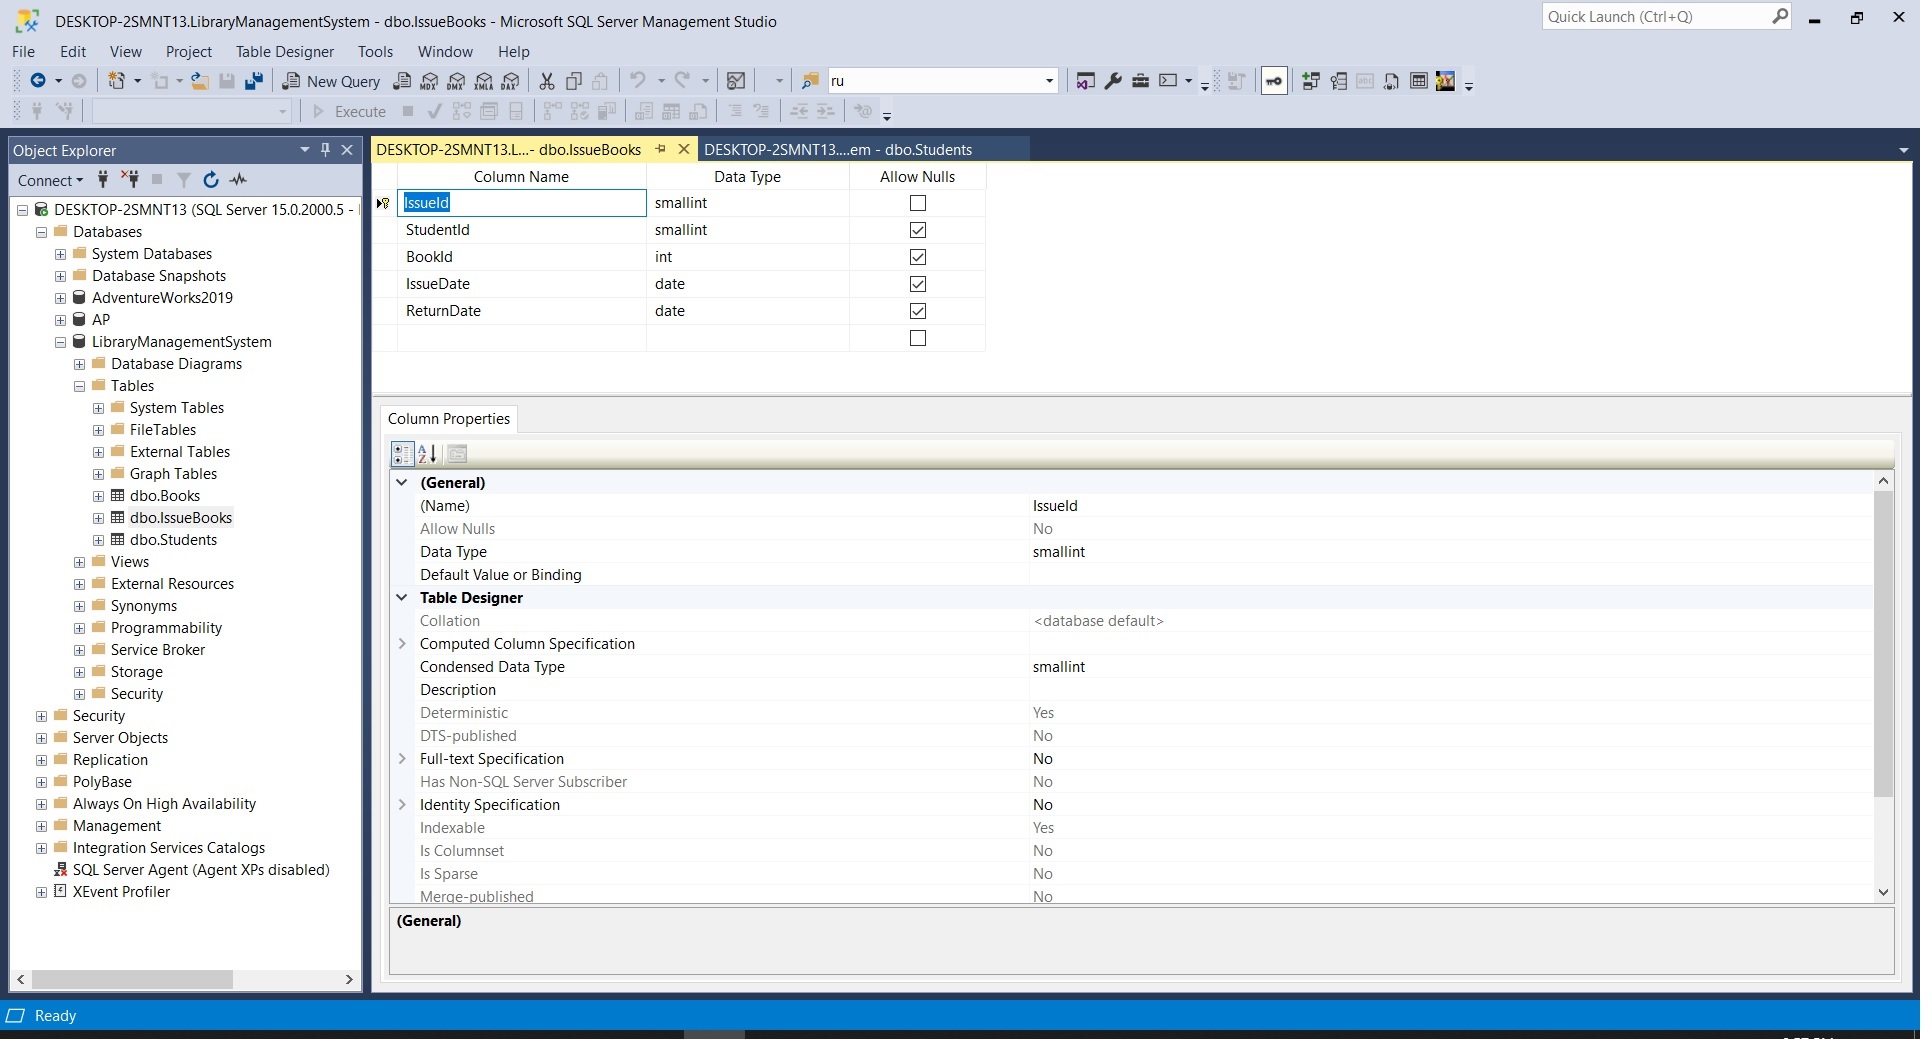 DESKTOP-2SMNT13.LibraryManagementSystem - dbo.IssueBooks - Microsoft SQL Server Management Studio
Quick Launch (Ctrl+Q)
File Edit View Project Table Designer Tools Window Help
New Query MDX DMX XMLA DAX ru
Execute
Object Explorer
Connect
DESKTOP-2SMNT13 (SQL Server 15.0.2000.5 -
Databases
System Databases
Database Snapshots
AdventureWorks2019
AP
LibraryManagementSystem
Database Diagrams
Tables
System Tables
FileTables
External Tables
Graph Tables
dbo.Books
dbo.IssueBooks
dbo.Students
Views
External Resources
Synonyms
Programmability
Service Broker
Storage
Security
Security
Server Objects
Replication
PolyBase
Always On High Availability
Management
Integration Services Catalogs
SQL Server Agent (Agent XPs disabled)
XEvent Profiler
DESKTOP-2SMNT13.L...- dbo.IssueBooks
DESKTOP-2SMNT13....em - dbo.Students
Column Name Data Type Allow Nulls
IssueId smallint
StudentId smallint
BookId int
IssueDate date
ReturnDate date
Column Properties
(General)
(Name) IssueId
Allow Nulls No
Data Type smallint
Default Value or Binding
Table Designer
Collation <database default>
Computed Column Specification
Condensed Data Type smallint
Description
Deterministic Yes
DTS-published No
Full-text Specification No
Has Non-SQL Server Subscriber No
Identity Specification No
Indexable Yes
Is Columnset No
Is Sparse No
Merge-published No
(General)
Ready